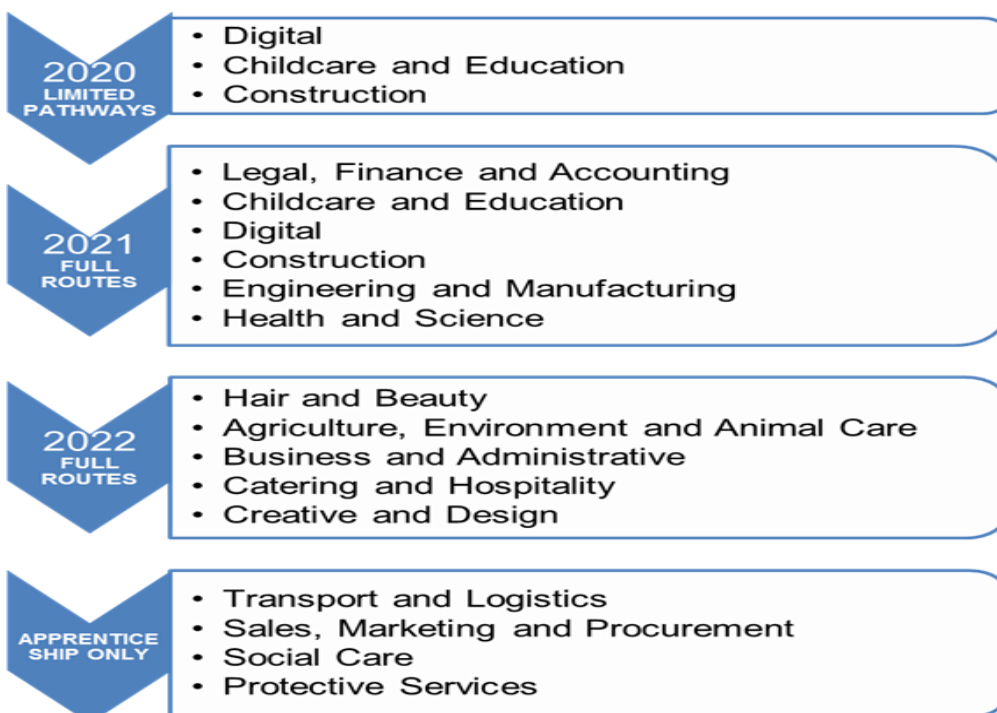 2020
LIMITED
PATHWAYS
• Digital
• Childcare and Education
• Construction
2021
FULL
ROUTES
• Legal, Finance and Accounting
• Childcare and Education
• Digital
• Construction
• Engineering and Manufacturing
• Health and Science
2022
FULL
ROUTES
• Hair and Beauty
• Agriculture, Environment and Animal Care
• Business and Administrative
• Catering and Hospitality
• Creative and Design
APPRENTICE
SHIP ONLY
• Transport and Logistics
• Sales, Marketing and Procurement
• Social Care
• Protective Services